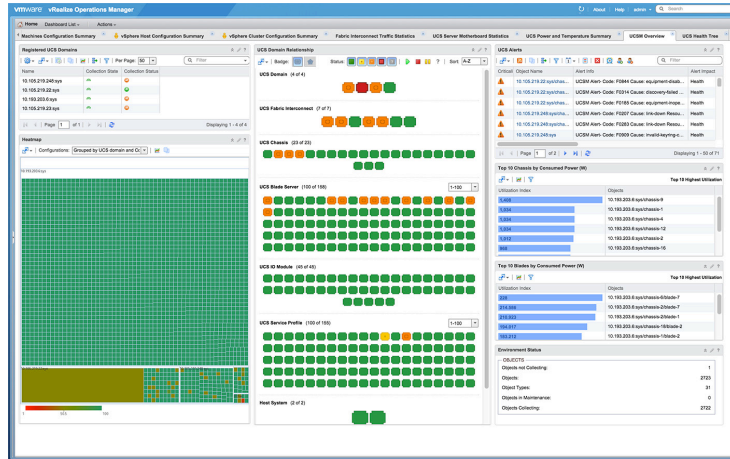 vmware vRealize Operations Manager
About Help admin Search
Home Dashboard List Actions
Machines Configuration Summary vSphere Host Configuration Summary vSphere Cluster Configuration Summary Fabric Interconnect Traffic Statistics UCS Server Motherboard Statistics UCS Power and Temperature Summary UCSM Overview UCS Health Tree
Registered UCS Domains
Per Page: 50 Filter
Name Collection State Collection Status
10.105.219.248:sys
10.105.219.22:sys
10.193.203.6:sys
10.105.219.23:sys
Page 1 of 1 Displaying 1 - 4 of 4
Heatmap
Configurations: Grouped by UCS domain and Co
UCS Domain Relationship
Badge: Status: Sort: A-Z
UCS Domain (4 of 4)
UCS Fabric Interconnect (7 of 7)
UCS Chassis (23 of 23)
UCS Blade Server (100 of 188)
1-100
UCS IO Module (45 of 45)
UCS Service Profile (100 of 188)
1-100
Host System (2 of 2)
UCS Alerts
Filter
Criticali Object Name Alert Info Alert Impact
10.105.219.22:sys/chas... UCSM Alert- Code: F0844 Cause: equipment-disab... Health
10.105.219.22:sys/chas... UCSM Alert- Code: F0314 Cause: discovery-failed ... Health
10.105.219.22:sys/chas... UCSM Alert- Code: F0185 Cause: equipment-inope... Health
10.105.219.248:sys/cha... UCSM Alert- Code: F0207 Cause: link-down Resou... Health
10.105.219.248:sys/cha... UCSM Alert- Code: F0283 Cause: link-down Resou... Health
10.105.219.248:sys UCSM Alert- Code: F0909 Cause: invalid-keyring-c... Health
Page 1 of 2 Displaying 1 - 50 of 71
Top 10 Chassis by Consumed Power (W)
Top 10 Highest Utilization
Utilization Index Objects
10.193.203.6:sys/chassis-9
1,034 10.193.203.6:sys/chassis-1
1,034 10.193.203.6:sys/chassis-4
1,034 10.193.203.6:sys/chassis-12
1,012 10.193.203.6:sys/chassis-2
10.193.203.6:sys/chassis-16
Top 10 Blades by Consumed Power (W)
Top 10 Highest Utilization
Utilization Index Objects
10.193.203.6:sys/chassis-6/blade-7
10.193.203.6:sys/chassis-2/blade-7
10.193.203.6:sys/chassis-1/blade-7
10.193.203.6:sys/chassis-18/blade-2
10.193.203.6:sys/chassis-1/blade-2
Environment Status
OBJECTS
Objects not Collecting: 1
Objects: 2723
Object Types: 31
Objects in Maintenance: 0
Objects Collecting: 2722